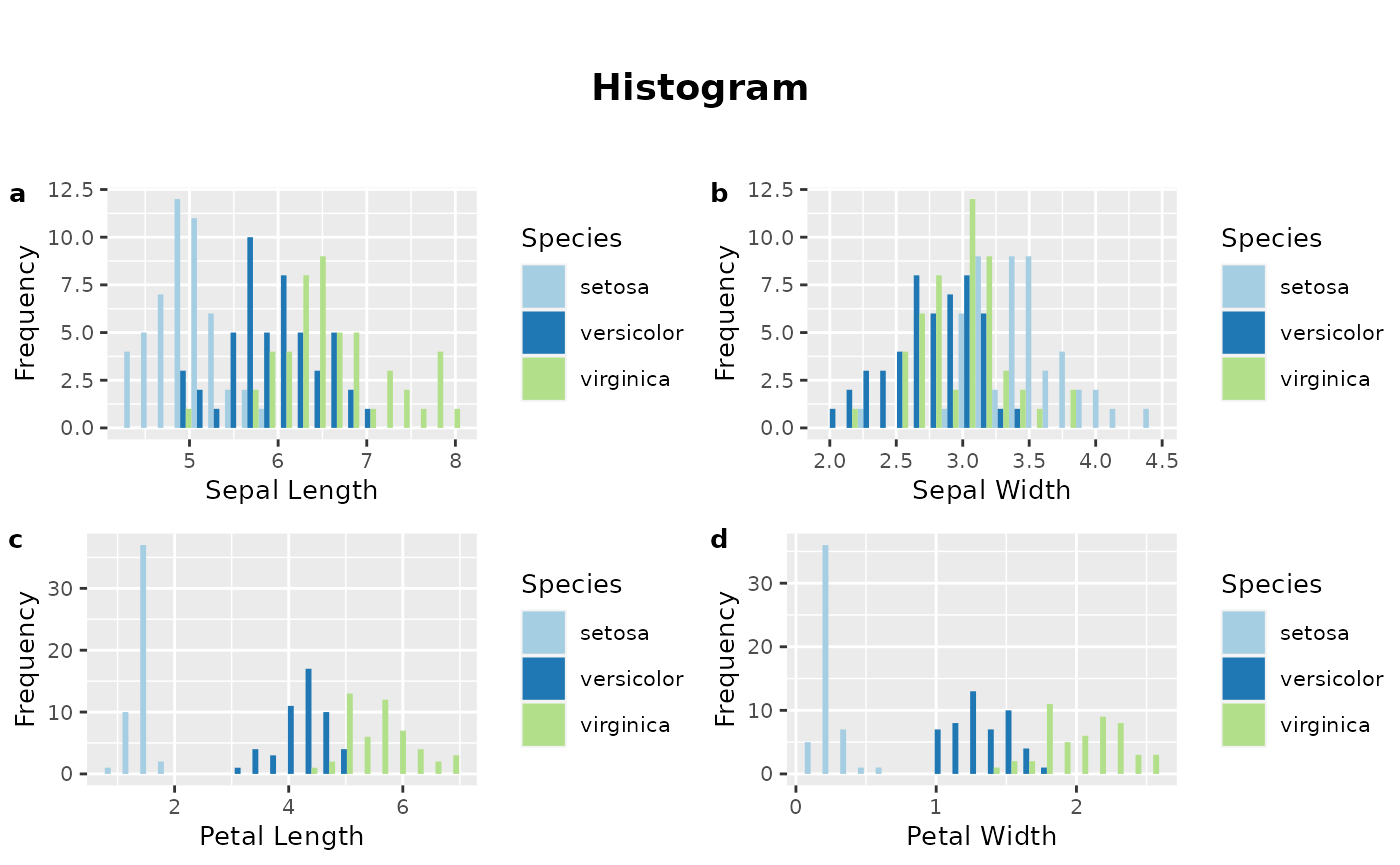 Histogram
a
12.5
10.0
7.5
5.0
2.5
0.0
Frequency
5 6 7 8
Sepal Length
Species
setosa
versicolor
virginica
b
12.5
10.0
7.5
5.0
2.5
0.0
Frequency
2.0 2.5 3.0 3.5 4.0 4.5
Sepal Width
Species
setosa
versicolor
virginica
c
30
20
10
0
Frequency
2 4 6
Petal Length
Species
setosa
versicolor
virginica
d
30
20
10
0
Frequency
0 1 2
Petal Width
Species
setosa
versicolor
virginica